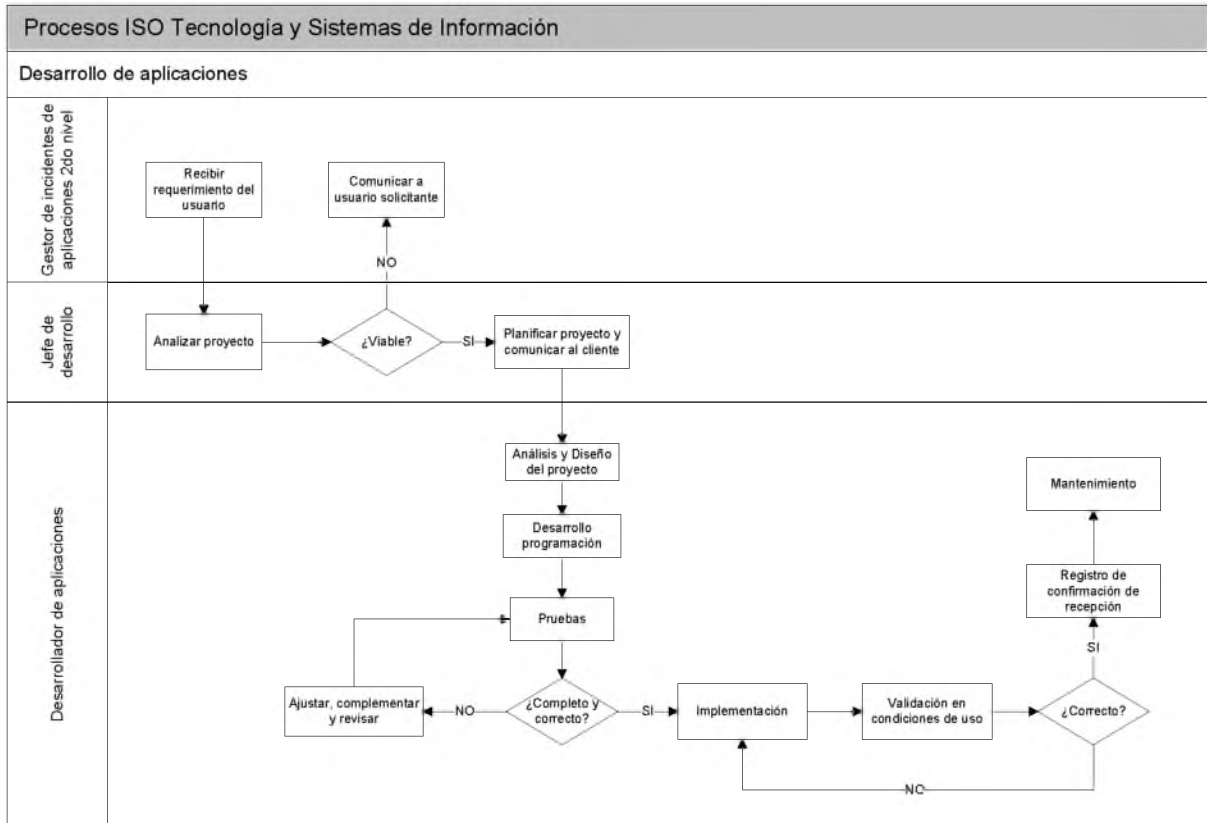 Procesos ISO Tecnología y Sistemas de Información
Desarrollo de aplicaciones
Gestor de incidentes de
aplicaciones 2do nivel
Recibir
requerimiento del
usuario
Comunicar a
usuario solicitante
NO
Jefe de
desarrollo
Analizar proyecto
¿Viable?
SI
Planificar proyecto y
comunicar al cliente
Desarrollador de aplicaciones
Análisis y Diseño
del proyecto
Desarrollo
programación
Pruebas
¿Completo y
correcto?
NO
Ajustar, complementar
y revisar
SI
Implementación
Validación en
condiciones de uso
¿Correcto?
NO
SI
Registro de
confirmación de
recepción
Mantenimiento